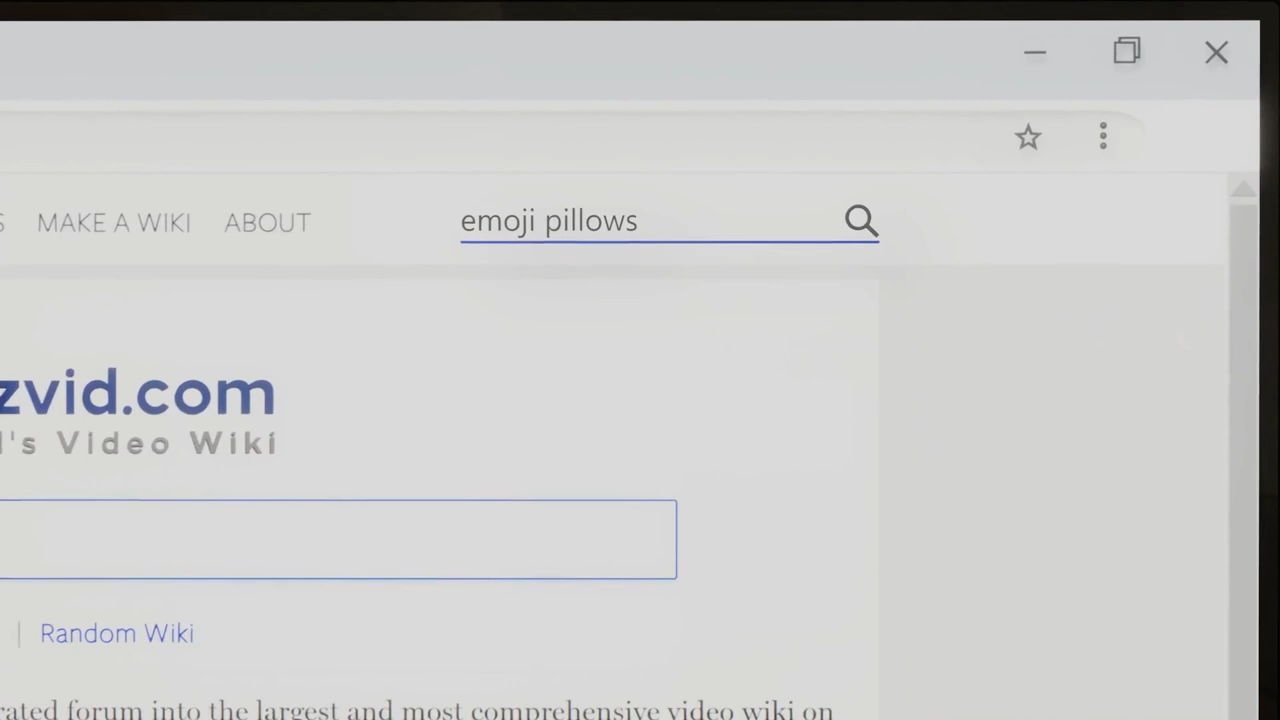 MAKE A WIKI ABOUT emoji pillows
zvid.com
l's Video Wiki
| Random Wiki
rated forum into the largest and most comprehensive video wiki on